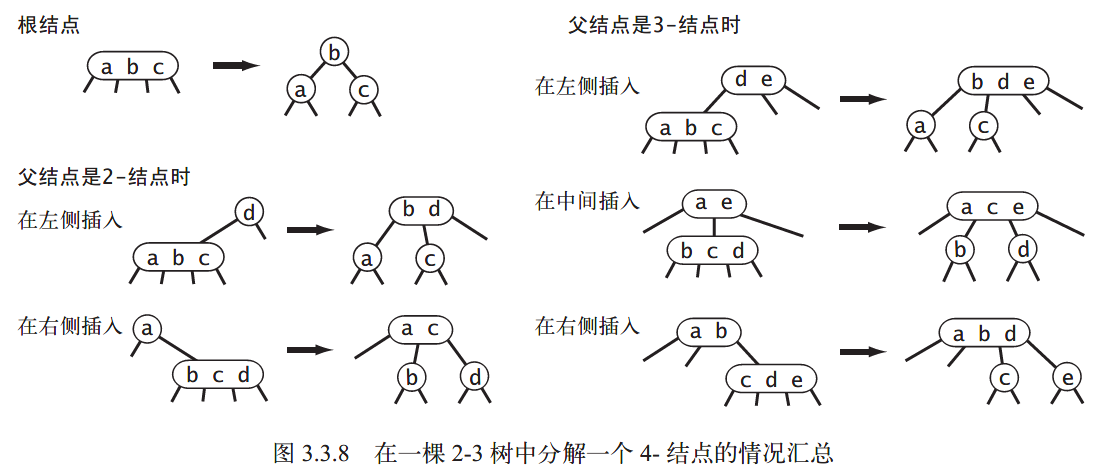 根结点
a b c
b
a
c
父结点是2-结点时
在左侧插入
d
a b c
b d
a
c
在右侧插入
a
b c d
a c
b
d
父结点是3-结点时
在左侧插入
d e
a b c
b d e
a
c
在中间插入
a e
b c d
a c e
b
d
在右侧插入
a b
c d e
a b d
c
e
图 3.3.8 在一棵 2-3 树中分解一个 4- 结点的情况汇总